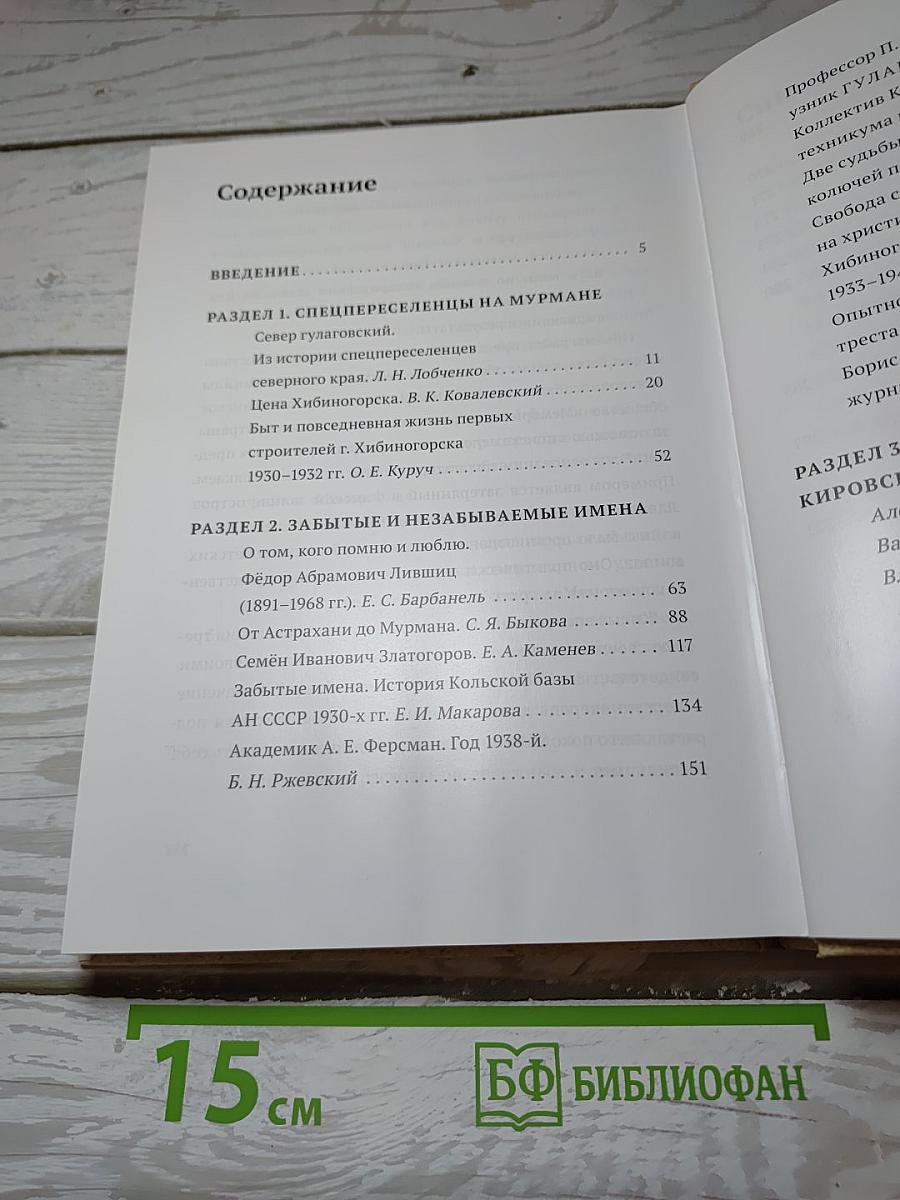 Содержание
ВВЕДЕНИЕ........................................ 5
РАЗДЕЛ 1. СПЕЦПЕРЕСЕЛЕНЦЫ НА МУРМАНЕ
Север гулаговский.
Из истории спецпереселенцев
северного края. Л. Н. Лобченко .................. 11
Цена Хибиногорска. В. К. Ковалевский ........... 20
Быт и повседневная жизнь первых
строителей г. Хибиногорска
1930–1932 гг. О. Е. Куруч ......................... 52
РАЗДЕЛ 2. ЗАБЫТЫЕ И НЕЗАБЫВАЕМЫЕ ИМЕНА
О том, кого помню и люблю.
Фёдор Абрамович Лившиц
(1891–1968 гг.). Е. С. Барбанель .................. 63
От Астрахани до Мурмана. С. Я. Быкова ......... 88
Семён Иванович Златогоров. Е. А. Каменев ...... 117
Забытые имена. История Кольской базы
АН СССР 1930-х гг. Е. И. Макарова ............. 134
Академик А. Е. Ферсман. Год 1938-й.
Б. Н. Ржевский ................................ 151
Профессор П.
узник ГУЛА
Коллектив К
техникума
Две судьбы
колючей п
Свобода с
на христи
Хибиног
1933–19
Опытно
треста
Борис
журн
РАЗДЕЛ 3
КИРОВС
Ал
Ва
В
15 см
БФ БИБЛИОФАН